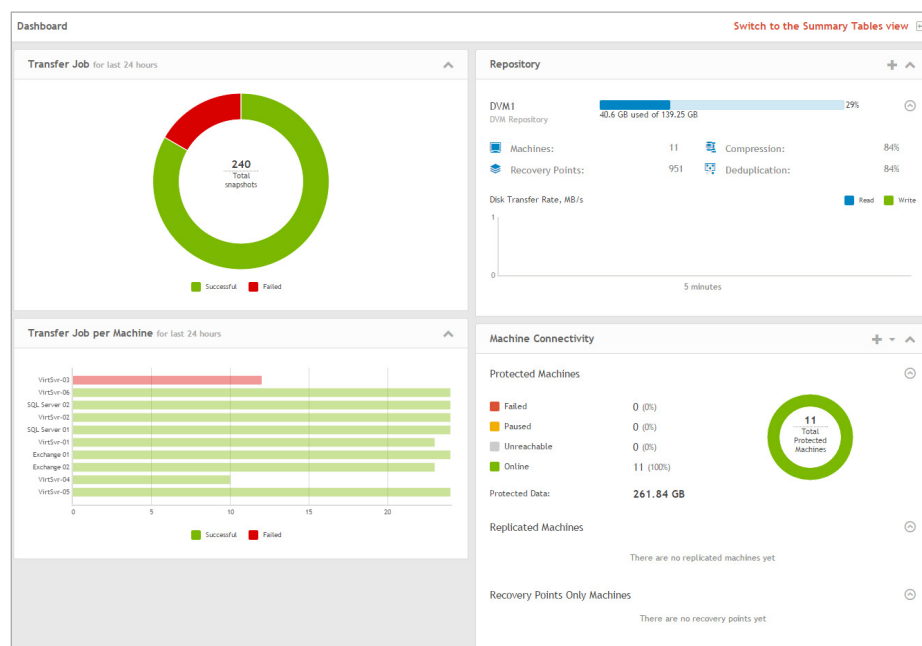 Dashboard
Switch to the Summary Tables view
Transfer Job for last 24 hours
240
Total
snapshots
Successful Failed
Transfer Job per Machine for last 24 hours
VirtSvr-03
VirtSvr-06
SQL Server 02
VirtSvr-02
SQL Server 01
VirtSvr-01
Exchange 01
Exchange 02
VirtSvr-04
VirtSvr-05
0 5 10 15 20
Successful Failed
Repository
DVM1 29%
DVM Repository 40.6 GB used of 139.25 GB
Machines: 11 Compression: 84%
Recovery Points: 951 Deduplication: 84%
Disk Transfer Rate, MB/s Read Write
1
0
5 minutes
Machine Connectivity
Protected Machines
Failed 0 (0%)
Paused 0 (0%)
Unreachable 0 (0%)
Online 11 (100%)
11
Total
Protected
Machines
Protected Data: 261.84 GB
Replicated Machines
There are no replicated machines yet
Recovery Points Only Machines
There are no recovery points yet